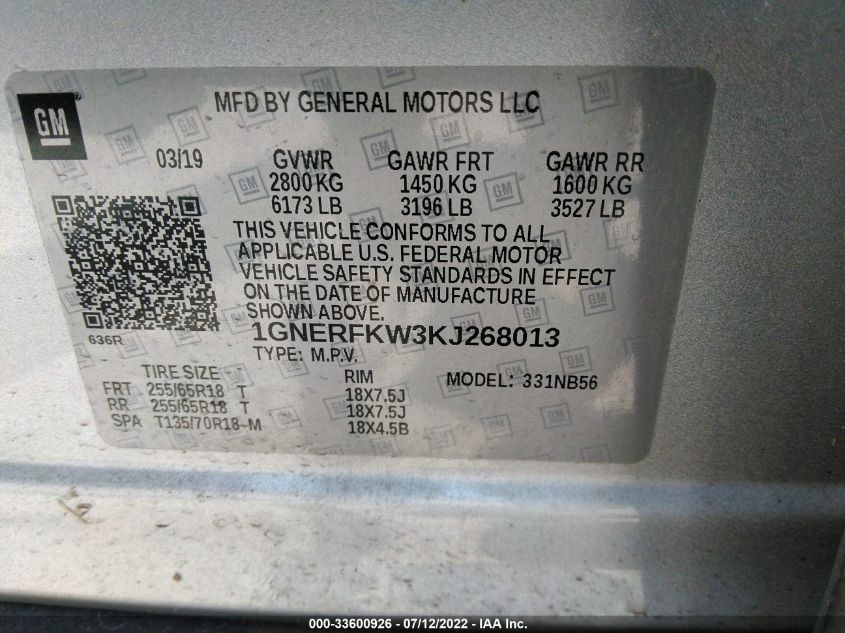 GM
MFD BY GENERAL MOTORS LLC
03/19 GVWR GAWR FRT GAWR RR
2800 KG 1450 KG 1600 KG
6173 LB 3196 LB 3527 LB
THIS VEHICLE CONFORMS TO ALL
APPLICABLE U.S. FEDERAL MOTOR
VEHICLE SAFETY STANDARDS IN EFFECT
ON THE DATE OF MANUFACTURE
SHOWN ABOVE.
636R 1GNERFKW3KJ268013
TYPE: M.P.V.
TIRE SIZE RIM MODEL: 331NB56
FRT 255/65R18 T 18X7.5J
RR 255/65R18 T 18X7.5J
SPA T135/70R18 M 18X4.5B
000-33600926 / 07/12/2022 - IAA Inc.